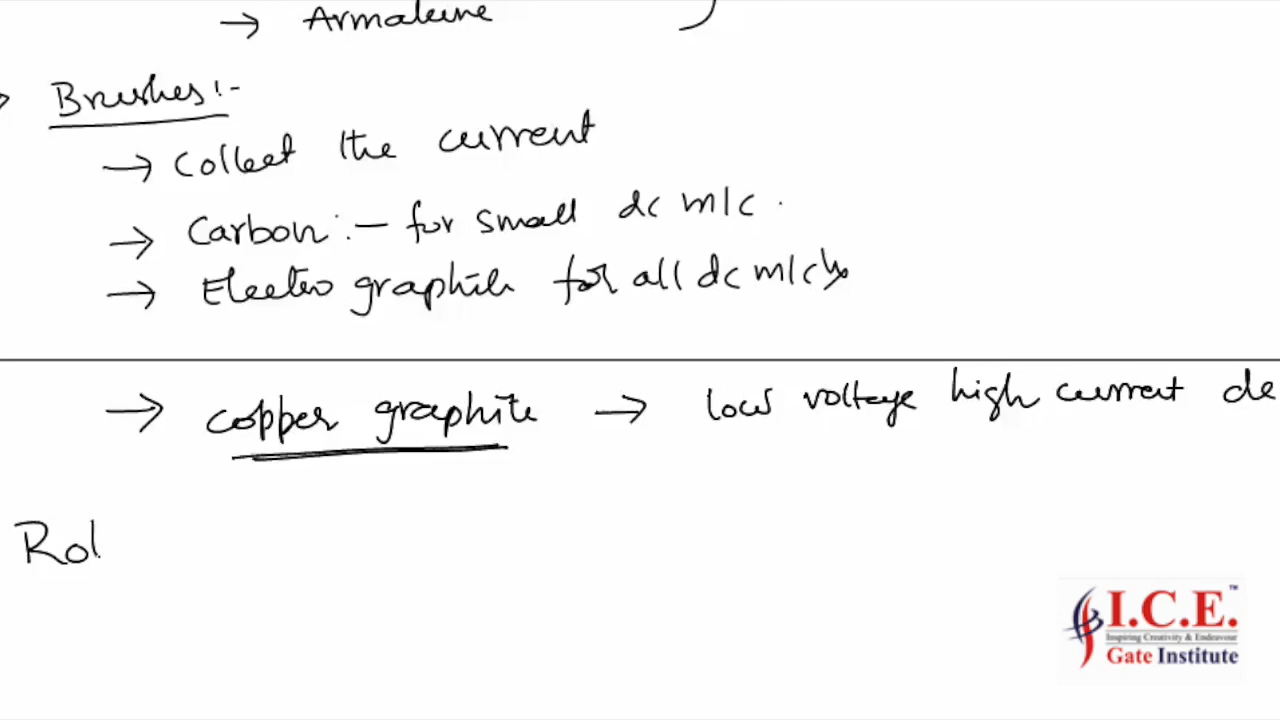 → Armature
Brushes:-
→ Collect the current
→ Carbon:- for small dc m/c.
→ Electro graphite for all dc m/cs
→ copper graphite → low voltage high current dc
Rol
I.C.E.™
Inspiring Creativity & Endeavour
Gate Institute